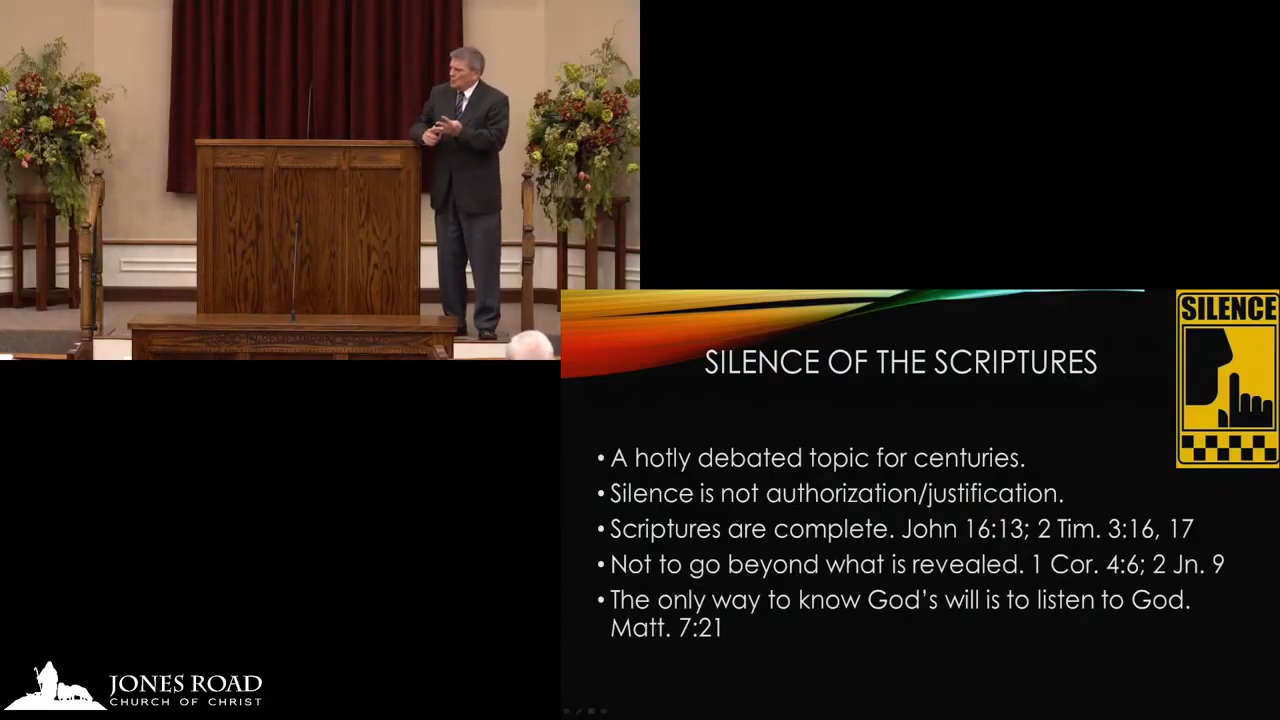 SILENCE
SILENCE OF THE SCRIPTURES
• A hotly debated topic for centuries.
• Silence is not authorization/justification.
• Scriptures are complete. John 16:13; 2 Tim. 3:16, 17
• Not to go beyond what is revealed. 1 Cor. 4:6; 2 Jn. 9
• The only way to know God's will is to listen to God.
Matt. 7:21
JONES ROAD
CHURCH OF CHRIST